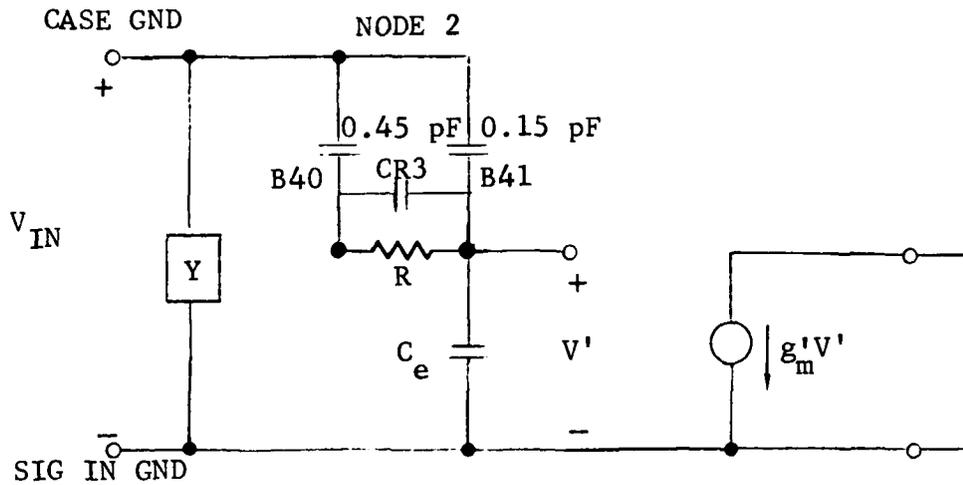 CASE GND
NODE 2
+
0.45 pF
0.15 pF
B40
CR3
B41
V_IN
Y
R
+
C_e
V'
g_m'V'
−
−
SIG IN GND